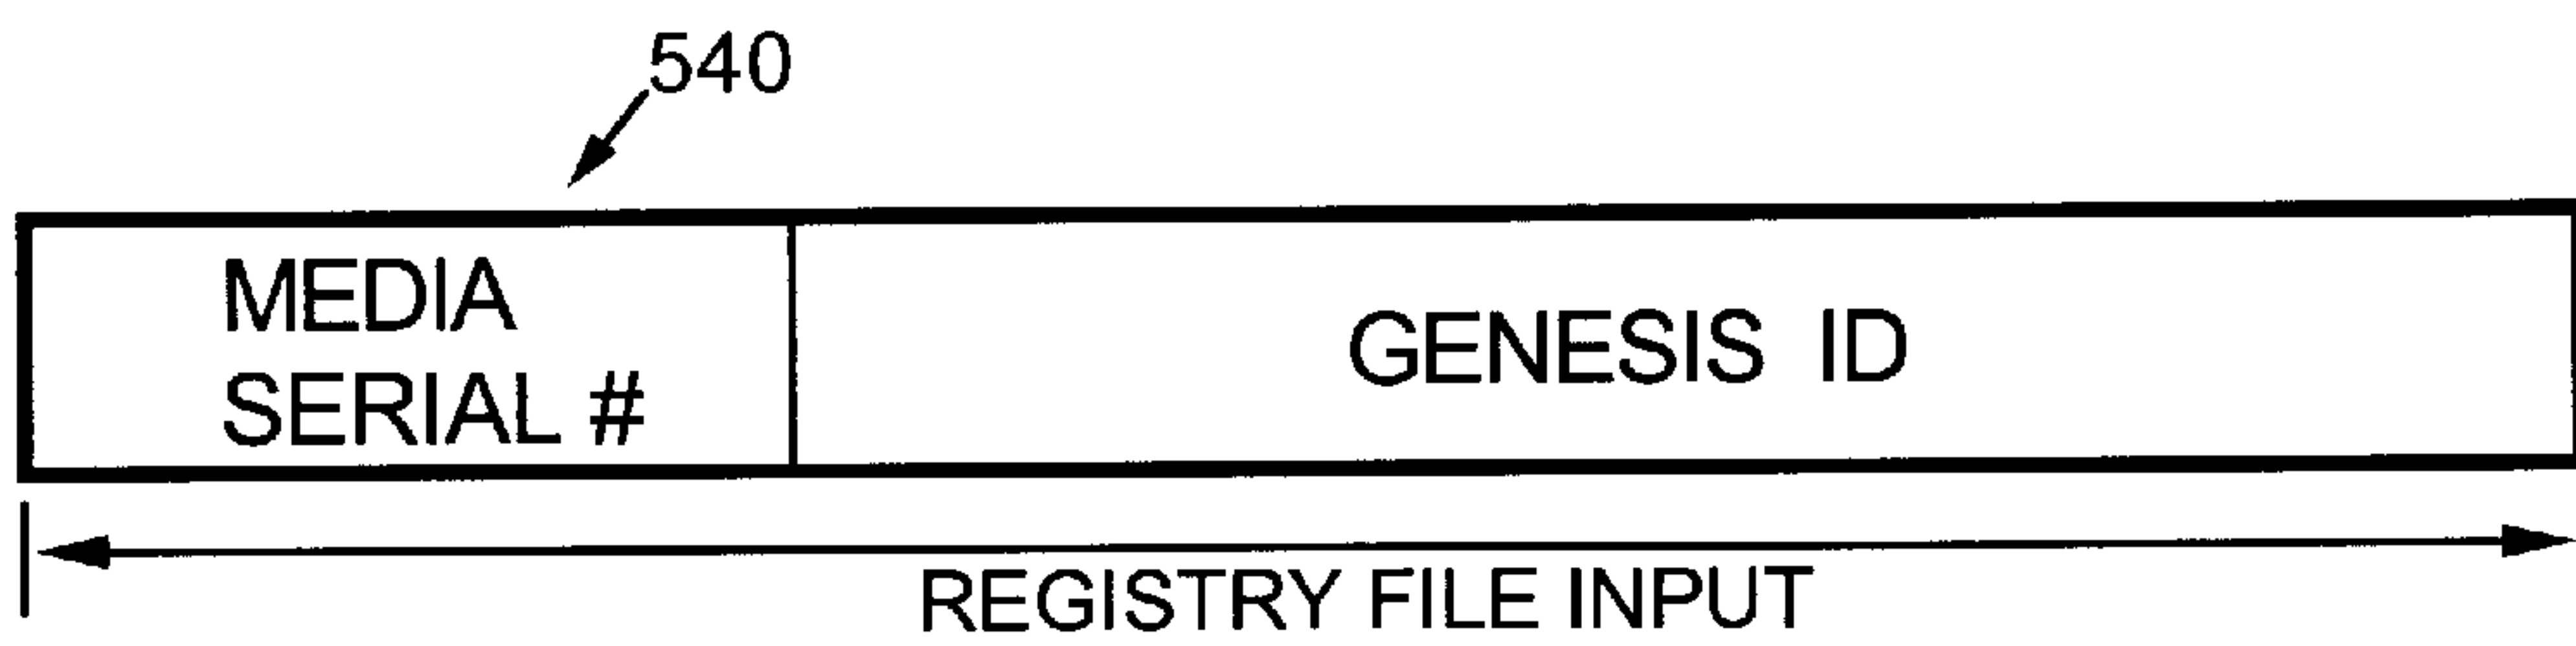 540
MEDIA
SERIAL #
GENESIS ID
REGISTRY FILE INPUT